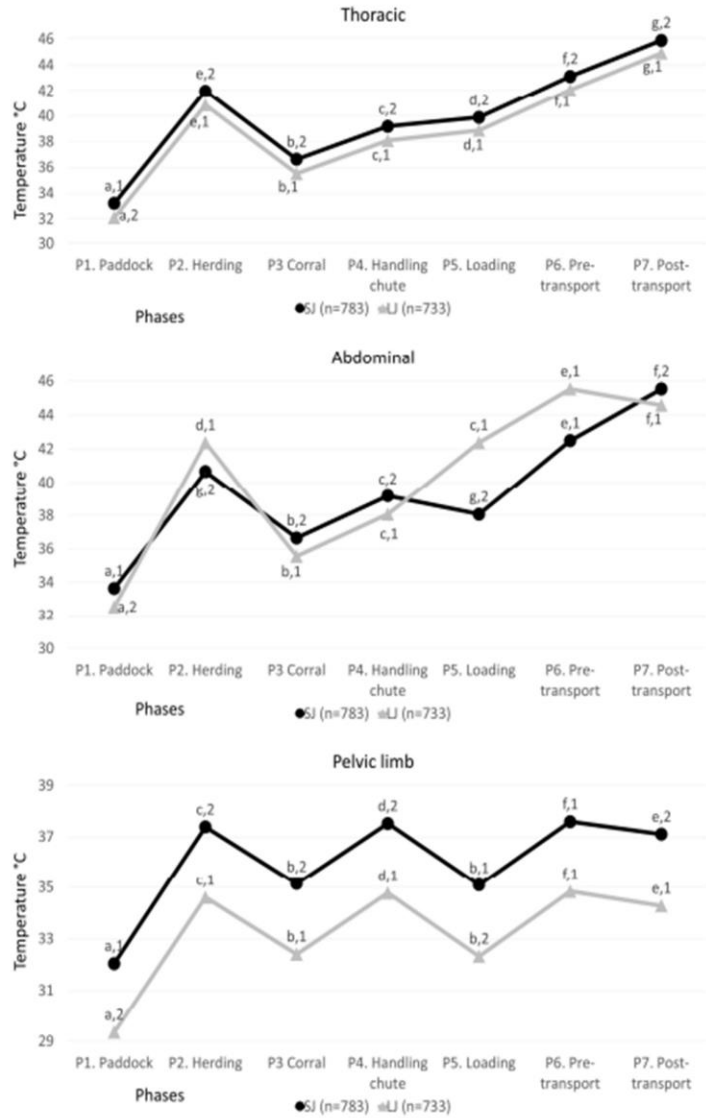 Thoracic
46
44
42
40
38
36
34
32
30
Temperature °C
a,1
a,2
e,2
e,1
b,2
b,1
c,2
c,1
d,2
d,1
f,2
f,1
g,2
g,1
P1. Paddock P2. Herding P3 Corral P4. Handling chute P5. Loading P6. Pre-transport P7. Post-transport
Phases
SJ (n=783) LJ (n=733)
Abdominal
46
44
42
40
38
36
34
32
30
Temperature °C
a,1
a,2
d,1
g,2
b,2
b,1
c,2
c,1
c,1
g,2
e,1
e,1
f,2
f,1
P1. Paddock P2. Herding P3 Corral P4. Handling chute P5. Loading P6. Pre-transport P7. Post-transport
Phases
SJ (n=783) LJ (n=733)
Pelvic limb
39
37
35
33
31
29
Temperature °C
a,1
a,2
c,2
c,1
b,2
b,1
d,2
d,1
b,1
b,2
f,1
f,1
e,2
e,1
P1. Paddock P2. Herding P3 Corral P4. Handling chute P5. Loading P6. Pre-transport P7. Post-transport
Phases
SJ (n=783) LJ (n=733)